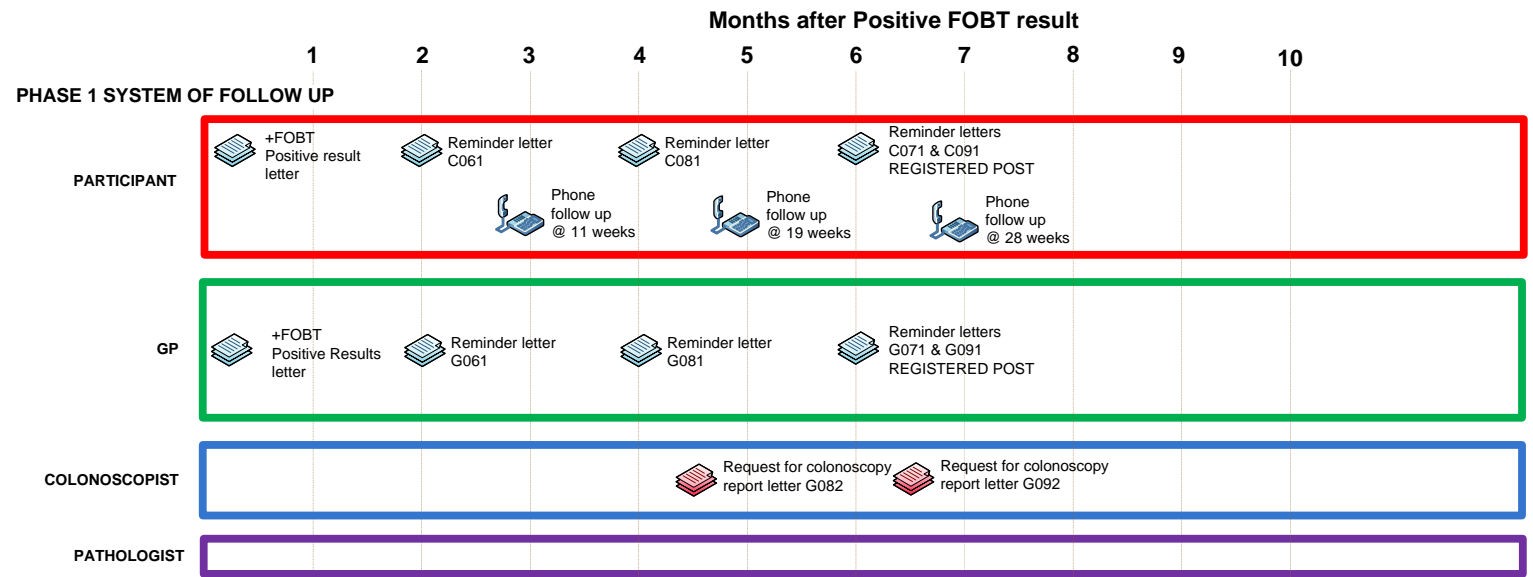 Months after Positive FOBT result
1 2 3 4 5 6 7 8 9 10
PHASE 1 SYSTEM OF FOLLOW UP
PARTICIPANT
+FOBT
Positive result
letter
Reminder letter
C061
Reminder letter
C081
Reminder letters
C071 & C091
REGISTERED POST
Phone
follow up
@ 11 weeks
Phone
follow up
@ 19 weeks
Phone
follow up
@ 28 weeks
GP
+FOBT
Positive Results
letter
Reminder letter
G061
Reminder letter
G081
Reminder letters
G071 & G091
REGISTERED POST
COLONOSCOPIST
Request for colonoscopy
report letter G082
Request for colonoscopy
report letter G092
PATHOLOGIST